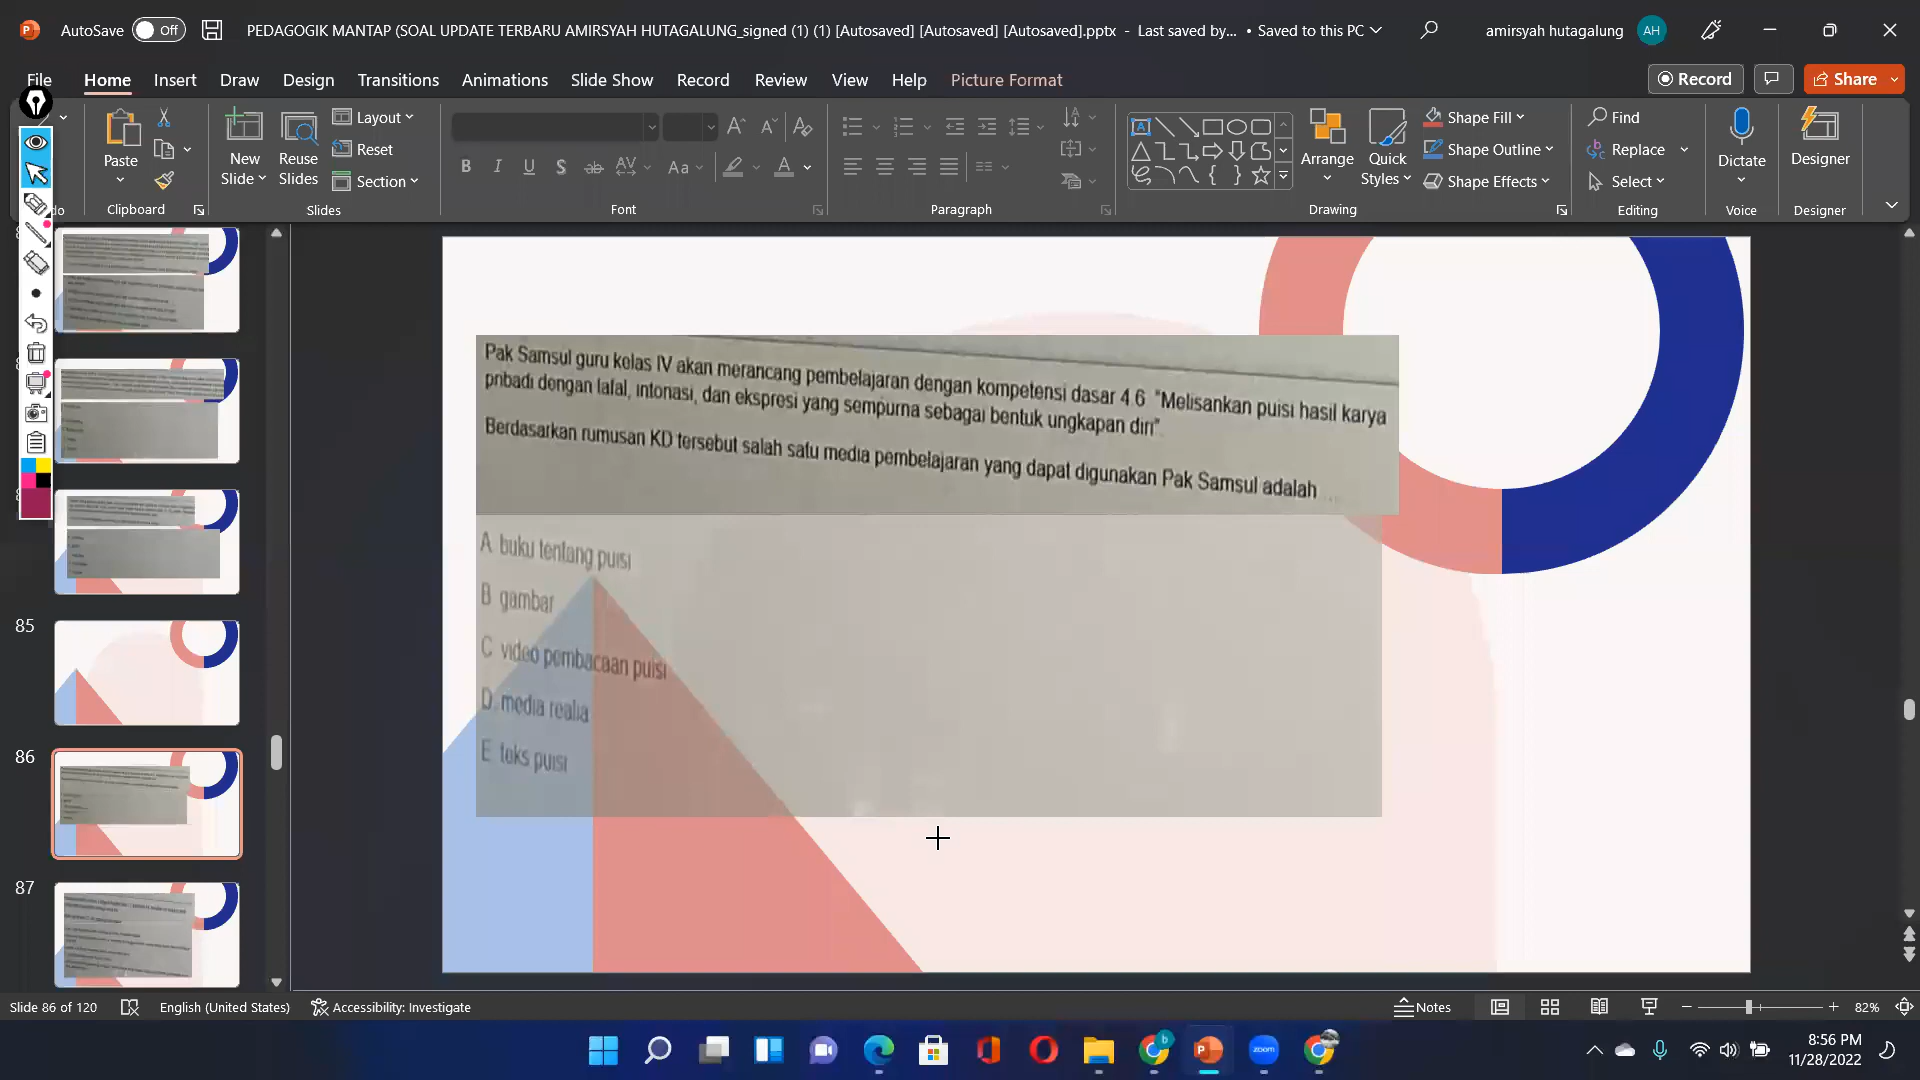 AutoSave Off PEDAGOGIK MANTAP (SOAL UPDATE TERBARU AMIRSYAH HUTAGALUNG_signed (1) (1) [Autosaved] [Autosaved] [Autosaved].pptx - Last saved by... • Saved to this PC amirsyah hutagalung AH
File Home Insert Draw Design Transitions Animations Slide Show Record Review View Help Picture Format Record Share
Paste
Clipboard
New Slide
Reuse Slides
Layout
Reset
Section
Slides
B I U S ab AV Aa A
Font
Paragraph
Arrange
Quick Styles
Shape Fill
Shape Outline
Shape Effects
Drawing
Find
Replace
Select
Editing
Dictate
Voice
Designer
Designer
Pak Samsul guru kelas IV akan merancang pembelajaran dengan kompetensi dasar 4.6 "Melisankan puisi hasil karya
pribadi dengan lafal, intonasi, dan ekspresi yang sempurna sebagai bentuk ungkapan diri".
Berdasarkan rumusan KD tersebut salah satu media pembelajaran yang dapat digunakan Pak Samsul adalah ...
A buku tentang puisi
B gambar
C video pembacaan puisi
D. media realia
E teks puisi
85
86
87
Slide 86 of 120 English (United States) Accessibility: Investigate Notes 82%
zoom
8:56 PM
11/28/2022